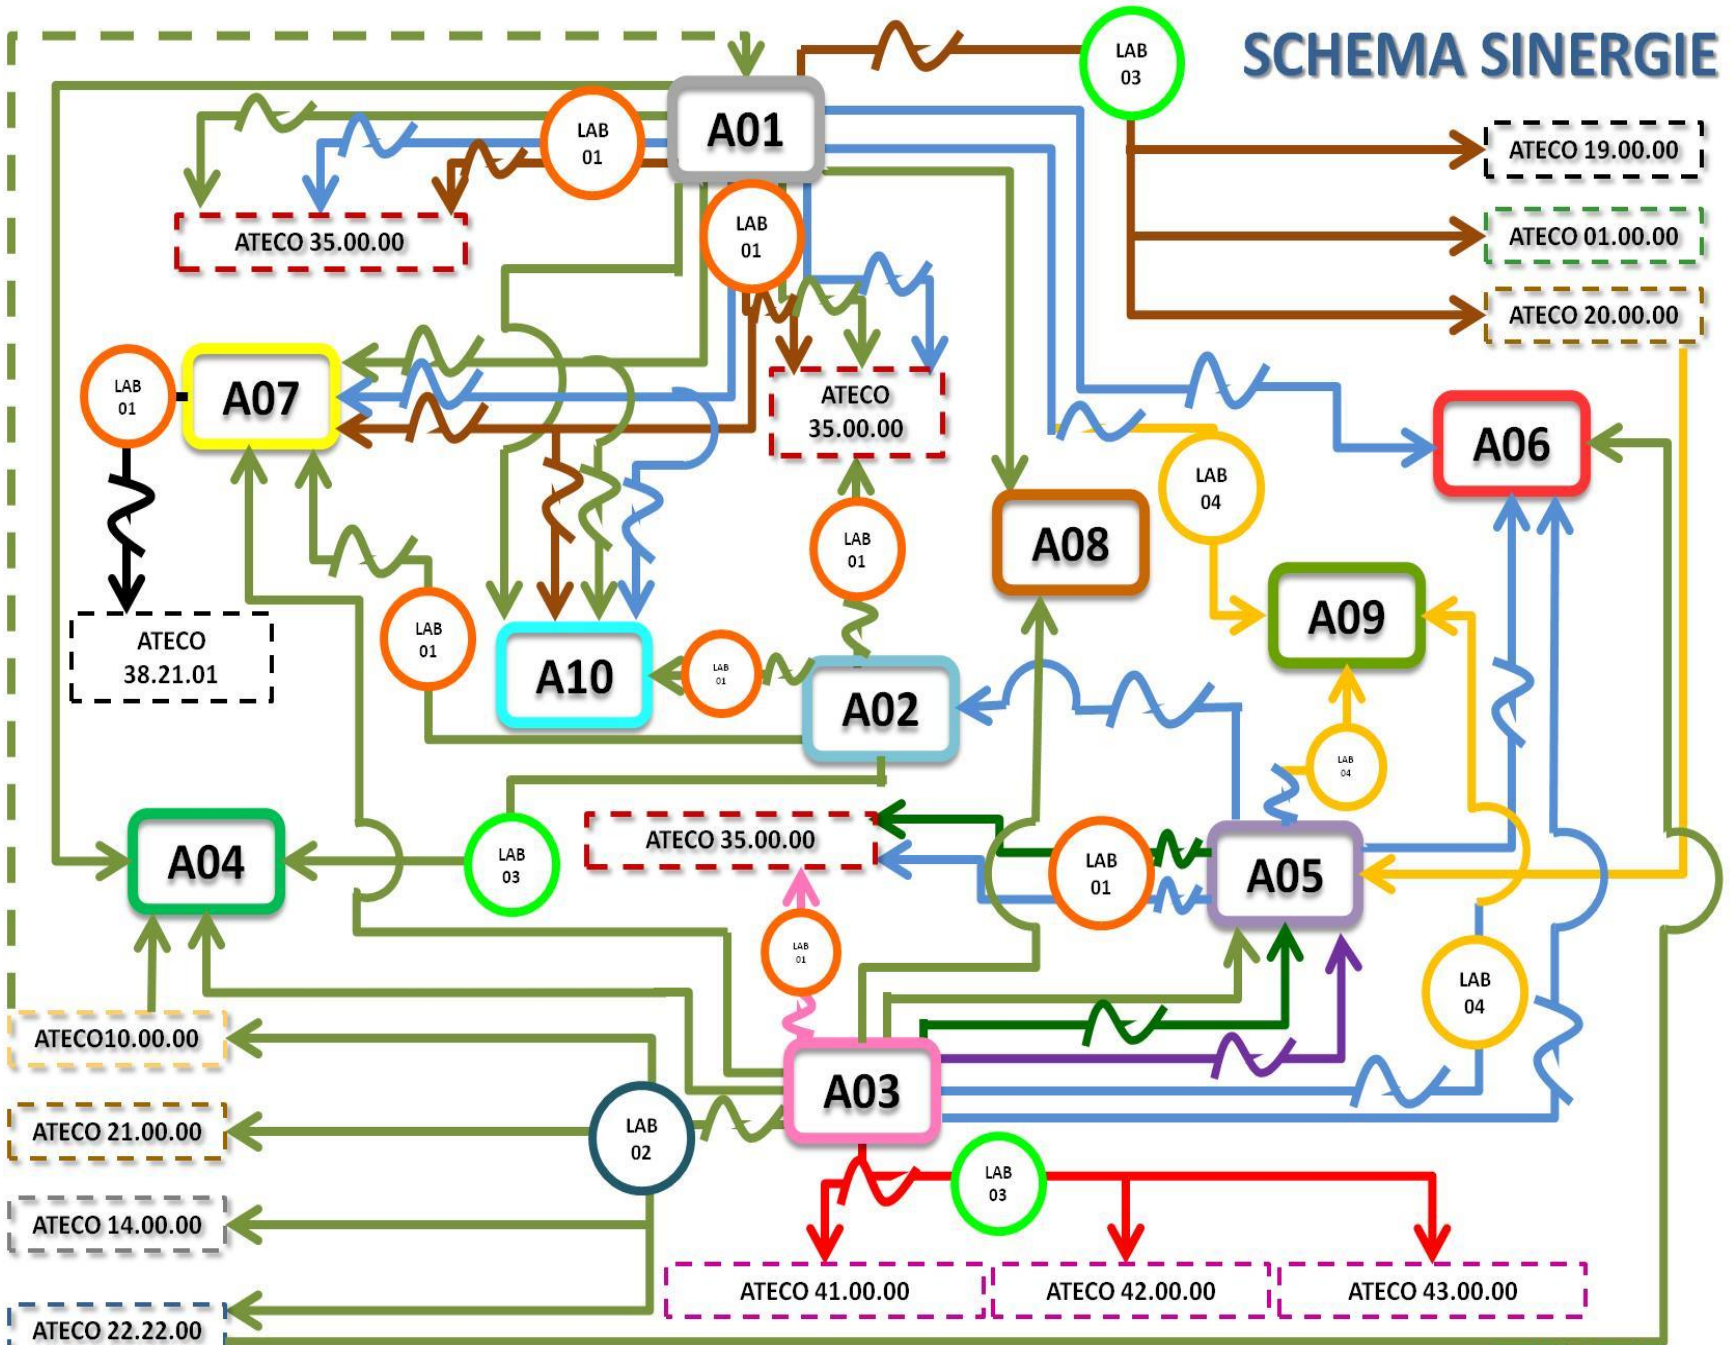 SCHEMA SINERGIE
LAB
03
A01
LAB
01
ATECO 19.00.00
LAB
01
ATECO 35.00.00
ATECO 01.00.00
ATECO 20.00.00
LAB
01
A07
ATECO
35.00.00
A06
LAB
04
LAB
01
A08
A09
ATECO
38.21.01
LAB
01
A10
LAB
01
A02
LAB
04
ATECO 35.00.00
A04
LAB
03
LAB
01
A05
LAB
01
LAB
04
ATECO10.00.00
A03
ATECO 21.00.00
LAB
02
LAB
03
ATECO 14.00.00
ATECO 41.00.00
ATECO 42.00.00
ATECO 43.00.00
ATECO 22.22.00